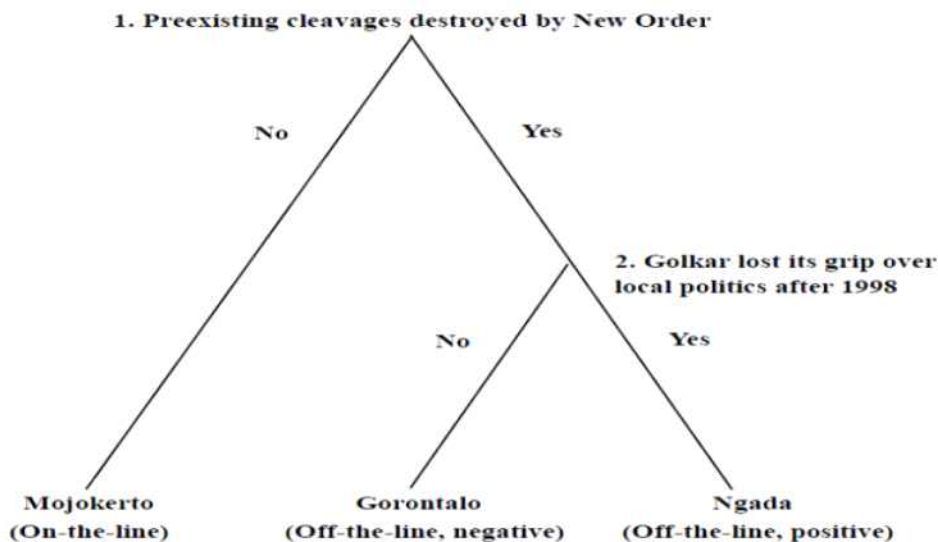 1. Preexisting cleavages destroyed by New Order
No
Yes
2. Golkar lost its grip over
local politics after 1998
No
Yes
Mojokerto
(On-the-line)
Gorontalo
(Off-the-line, negative)
Ngada
(Off-the-line, positive)